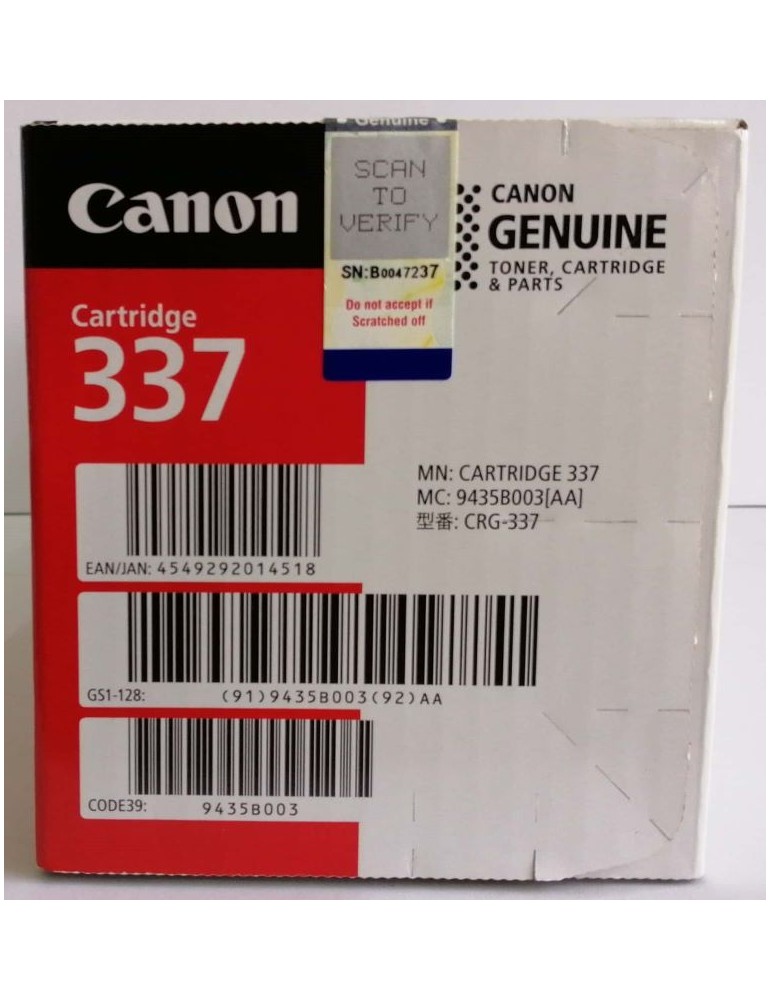 Genuine
SCAN
TO
VERIFY
SN:B0047237
Do not accept if
Scratched off
Canon
CANON
GENUINE
TONER, CARTRIDGE
& PARTS
Cartridge
337
MN: CARTRIDGE 337
MC: 9435B003[AA]
型番: CRG-337
EAN/JAN: 4549292014518
GS1-128: (91)9435B003(92)AA
CODE39: 9435B003